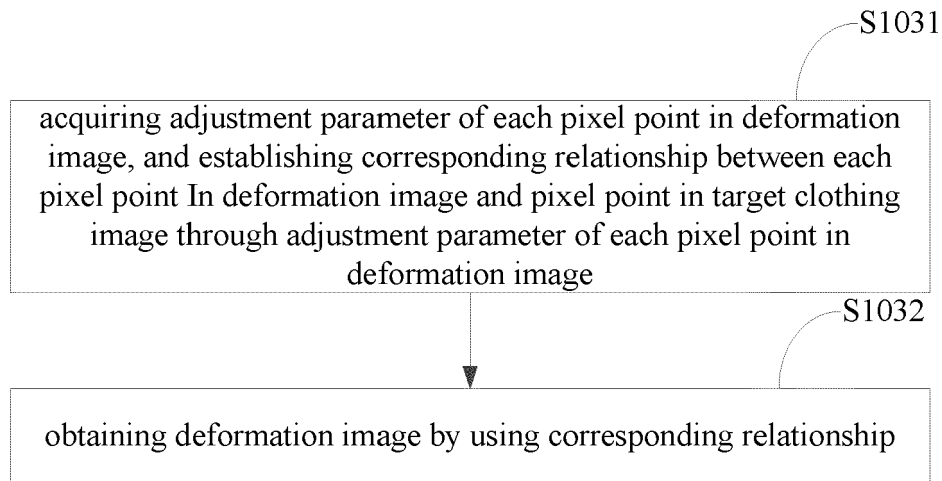 S1031
acquiring adjustment parameter of each pixel point in deformation
image, and establishing corresponding relationship between each
pixel point In deformation image and pixel point in target clothing
image through adjustment parameter of each pixel point in
deformation image
S1032
obtaining deformation image by using corresponding relationship